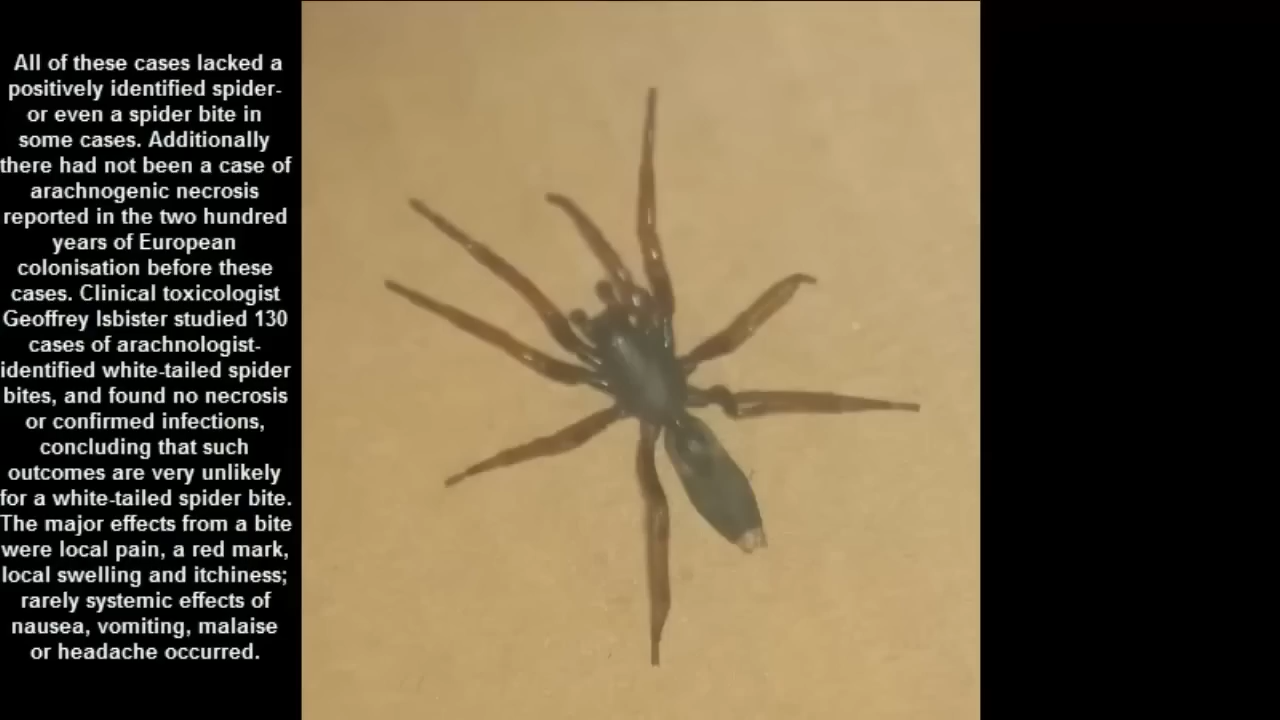 All of these cases lacked a
positively identified spider-
or even a spider bite in
some cases. Additionally
there had not been a case of
arachnogenic necrosis
reported in the two hundred
years of European
colonisation before these
cases. Clinical toxicologist
Geoffrey Isbister studied 130
cases of arachnologist-
identified white-tailed spider
bites, and found no necrosis
or confirmed infections,
concluding that such
outcomes are very unlikely
for a white-tailed spider bite.
The major effects from a bite
were local pain, a red mark,
local swelling and itchiness;
rarely systemic effects of
nausea, vomiting, malaise
or headache occurred.